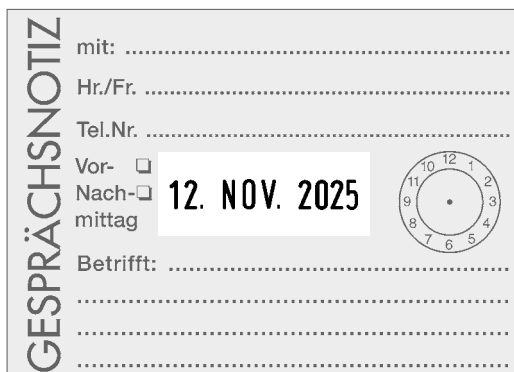 GESPRÄCHSNOTIZ
mit: ................................................................
Hr./Fr. ............................................................
Tel.Nr. ............................................................
Vor- ❏
Nach-❏
mittag
12. NOV. 2025
12 1 2 3 4 5 6 7 8 9 11 10
Betrifft: ..........................................................
................................................................
................................................................
................................................................